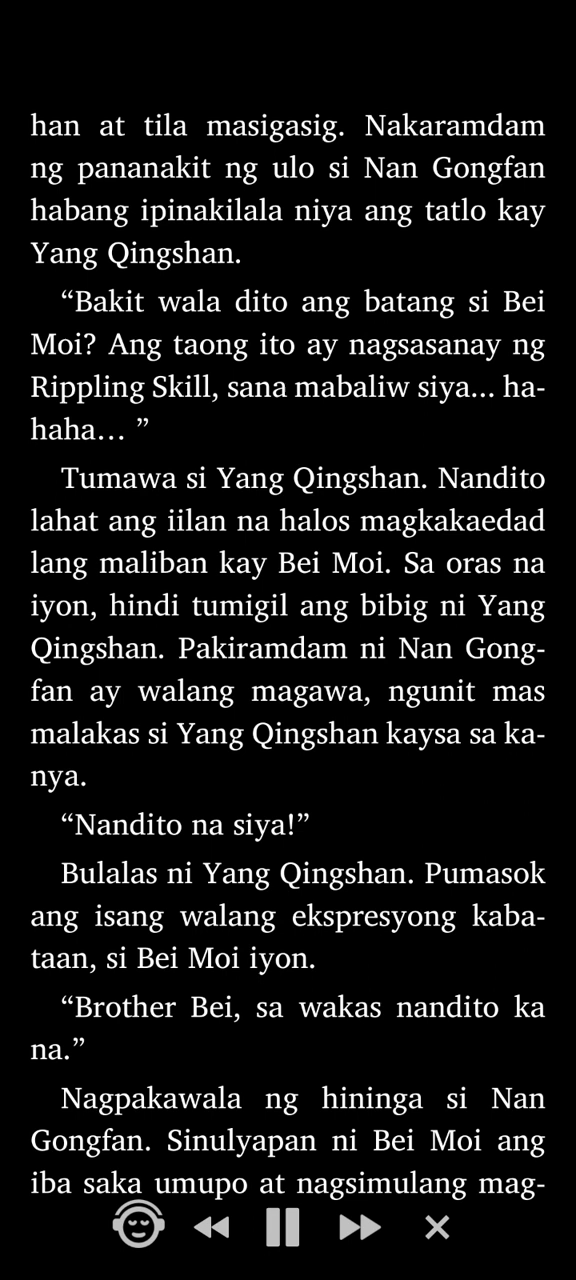 han at tila masigasig. Nakaramdam
ng pananakit ng ulo si Nan Gongfan
habang ipinakilala niya ang tatlo kay
Yang Qingshan.
“Bakit wala dito ang batang si Bei
Moi? Ang taong ito ay nagsasanay ng
Rippling Skill, sana mabaliw siya... ha-
haha… ”
Tumawa si Yang Qingshan. Nandito
lahat ang iilan na halos magkakaedad
lang maliban kay Bei Moi. Sa oras na
iyon, hindi tumigil ang bibig ni Yang
Qingshan. Pakiramdam ni Nan Gong-
fan ay walang magawa, ngunit mas
malakas si Yang Qingshan kaysa sa ka-
nya.
“Nandito na siya!”
Bulalas ni Yang Qingshan. Pumasok
ang isang walang ekspresyong kaba-
taan, si Bei Moi iyon.
“Brother Bei, sa wakas nandito ka
na.”
Nagpakawala ng hininga si Nan
Gongfan. Sinulyapan ni Bei Moi ang
iba saka umupo at nagsimulang mag-